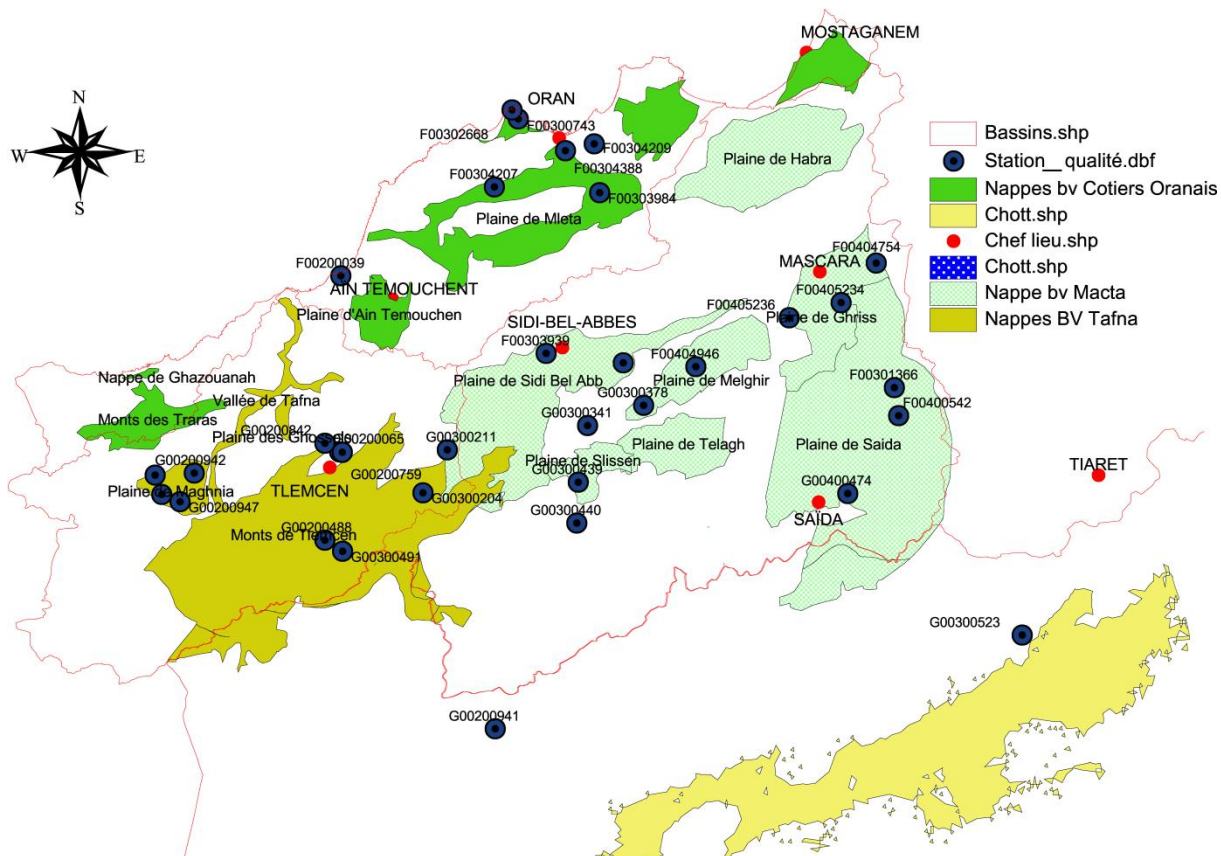 MOSTAGANEM
N
W
E
S
ORAN
F00300743
F00302668
F00304209
F00304388
F00304207
F00303984
Plaine de Mleta
Plaine de Habra
Bassins.shp
Station__qualité.dbf
Nappes bv Cotiers Oranais
Chott.shp
Chef lieu.shp
Chott.shp
Nappe bv Macta
Nappes BV Tafna
F00404754
MASCARA
F00200039
AIN TEMOUCHENT
Plaine d'Ain Temouchen
F00405234
F00405236
Plaine de Ghriss
SIDI-BEL-ABBES
F00303939
F00404946
Plaine de Sidi Bel Abb
Plaine de Melghir
Nappe de Ghazouanah
F00301366
Vallée de Tafna
G00300378
F00400542
Monts des Traras
G00300341
G00200842
Plaine des Ghossels
G00200065
G00300211
Plaine de Telagh
Plaine de Saida
G00200942
Plaine de Slissen
G00200759
G00300439
TIARET
Plaine de Maghnia
TLEMCEN
G00300204
G00400474
G00200947
SAÏDA
G00300440
G00200488
Monts de Tlemcen
G00300491
G00300523
G00200941